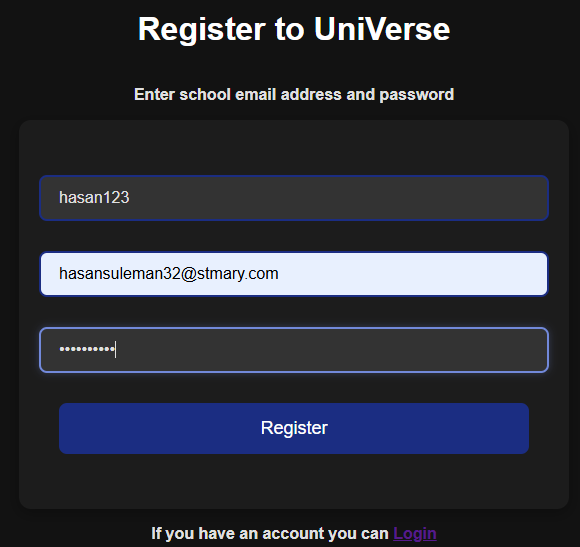 Register to UniVerse
Enter school email address and password
hasan123
hasansuleman32@stmary.com
••••••••••
Register
If you have an account you can Login